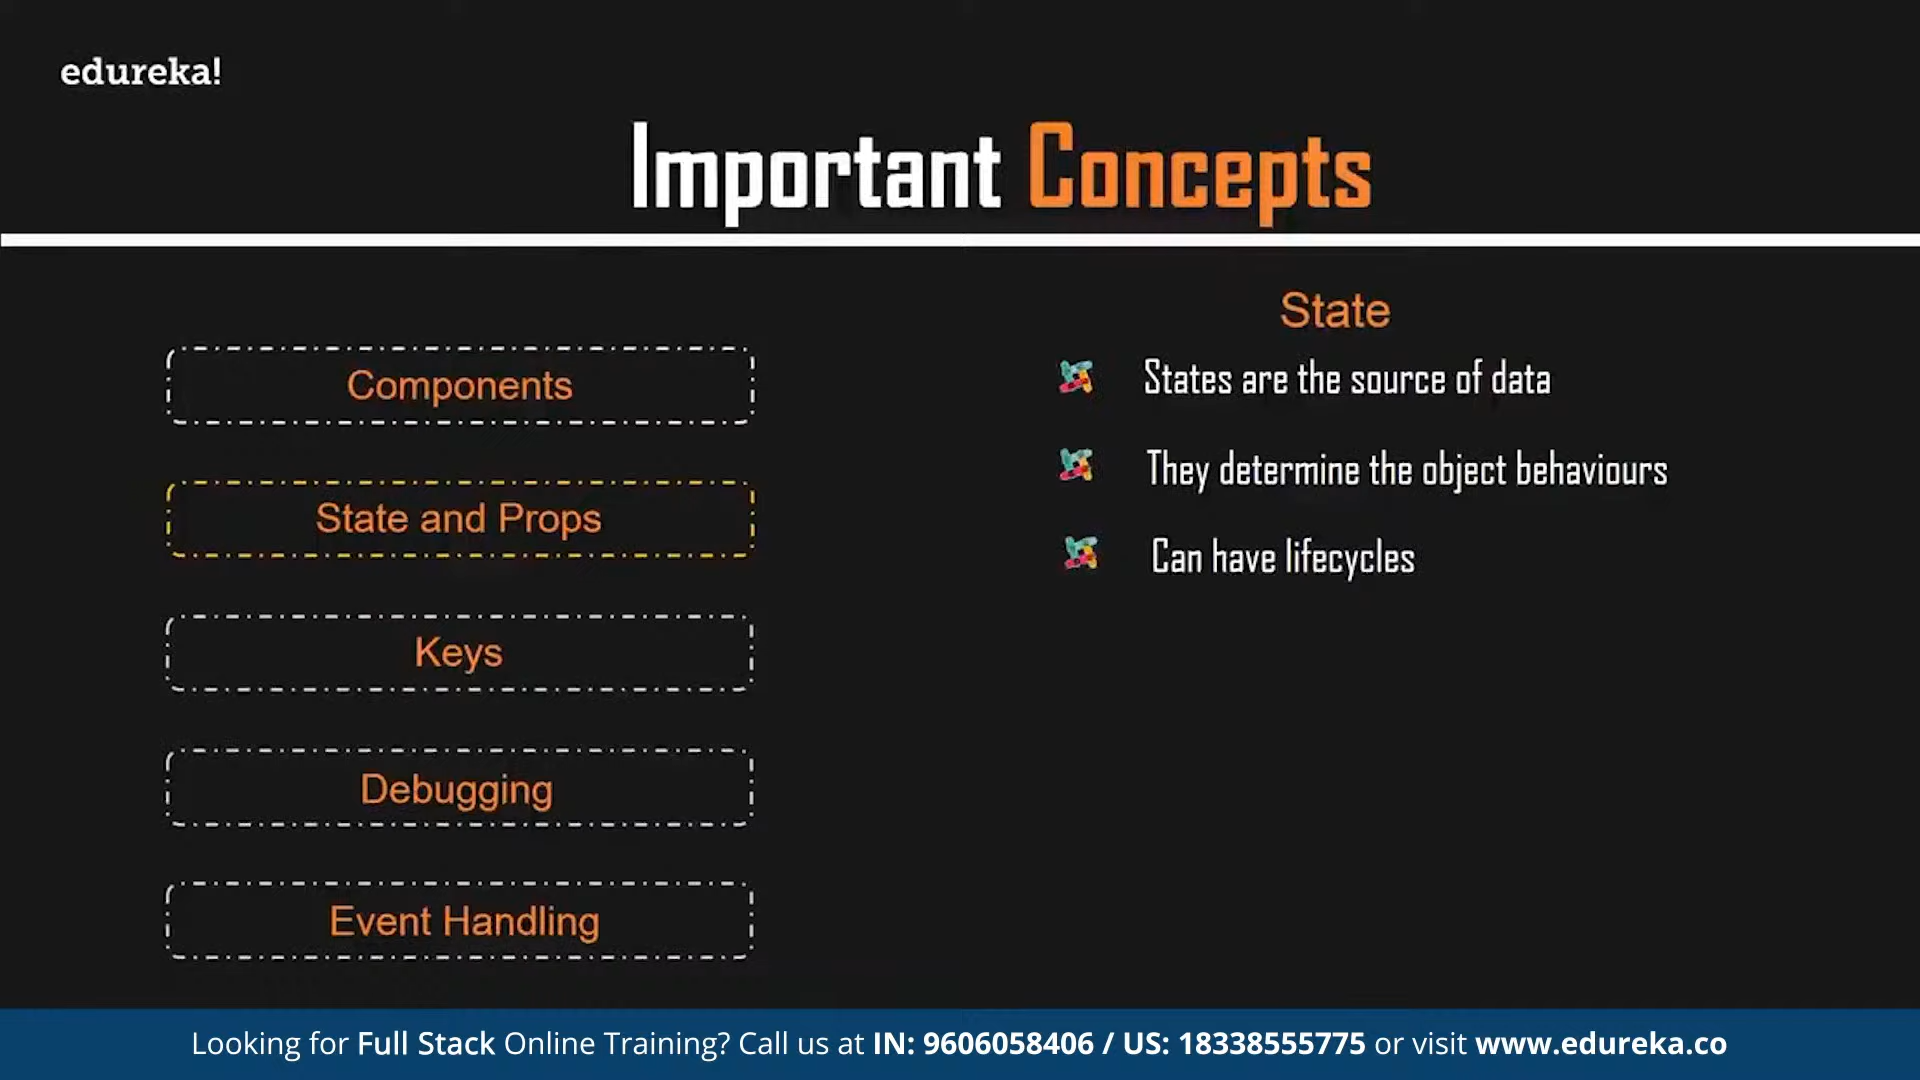 edureka!
Important Concepts
Components
State and Props
Keys
Debugging
Event Handling
State
States are the source of data
They determine the object behaviours
Can have lifecycles
Looking for Full Stack Online Training? Call us at IN: 9606058406 / US: 18338555775 or visit www.edureka.co